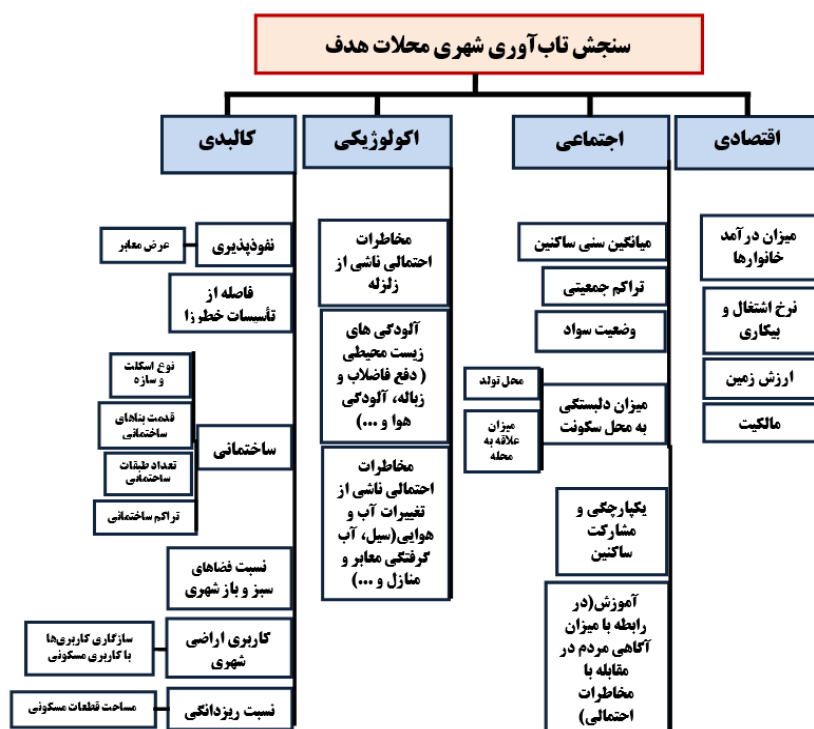 سنجش تاب‌آوری شهری محلات هدف
اقتصادی
میزان درآمد
خانوارها
نرخ اشتغال و
بیکاری
ارزش زمین
مالکیت
اجتماعی
میانگین سنی ساکنین
تراکم جمعیتی
وضعیت سواد
میزان دلبستگی
به محل سکونت
محل تولد
میزان
علاقه به
محله
یکپارچگی و
مشارکت
ساکنین
آموزش(در
رابطه با میزان
آگاهی مردم در
مقابله با
مخاطرات
احتمالی)
اکولوژیکی
مخاطرات
احتمالی ناشی از
زلزله
آلودگی های
زیست محیطی
( دفع فاضلاب و
زباله، آلودگی
هوا و ...)
مخاطرات
احتمالی ناشی از
تغییرات آب و
هوایی(سیل، آب
گرفتگی معابر و
منازل و ...)
کالبدی
نفوذپذیری
عرض معابر
فاصله از
تأسیسات خطرزا
ساختمانی
نوع اسکلت
و سازه
قدمت بناهای
ساختمانی
تعداد طبقات
ساختمانی
تراکم ساختمانی
نسبت فضاهای
سبز و باز شهری
کاربری اراضی
شهری
سازگاری کاربری‌ها
با کاربری مسکونی
نسبت ریزدانگی
مساحت قطعات مسکونی